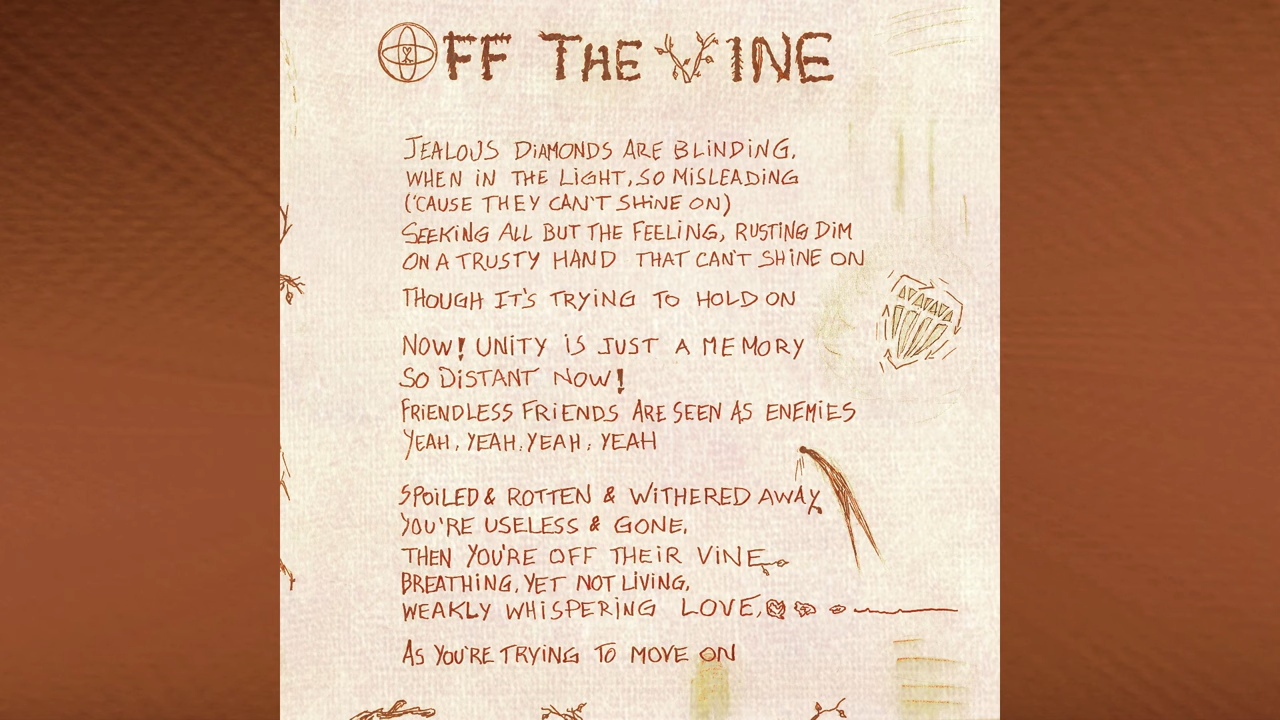 OFF THE VINE
JEALOUS DIAMONDS ARE BLINDING,
WHEN IN THE LIGHT, SO MISLEADING
('CAUSE THEY CAN'T SHINE ON)
SEEKING ALL BUT THE FEELING, RUSTING DIM
ON A TRUSTY HAND THAT CAN'T SHINE ON
THOUGH IT'S TRYING TO HOLD ON
NOW! UNITY IS JUST A MEMORY
SO DISTANT NOW!
FRIENDLESS FRIENDS ARE SEEN AS ENEMIES
YEAH, YEAH, YEAH, YEAH
SPOILED & ROTTEN & WITHERED AWAY
YOU'RE USELESS & GONE,
THEN YOU'RE OFF THEIR VINE
BREATHING, YET NOT LIVING,
WEAKLY WHISPERING LOVE,
AS YOU'RE TRYING TO MOVE ON